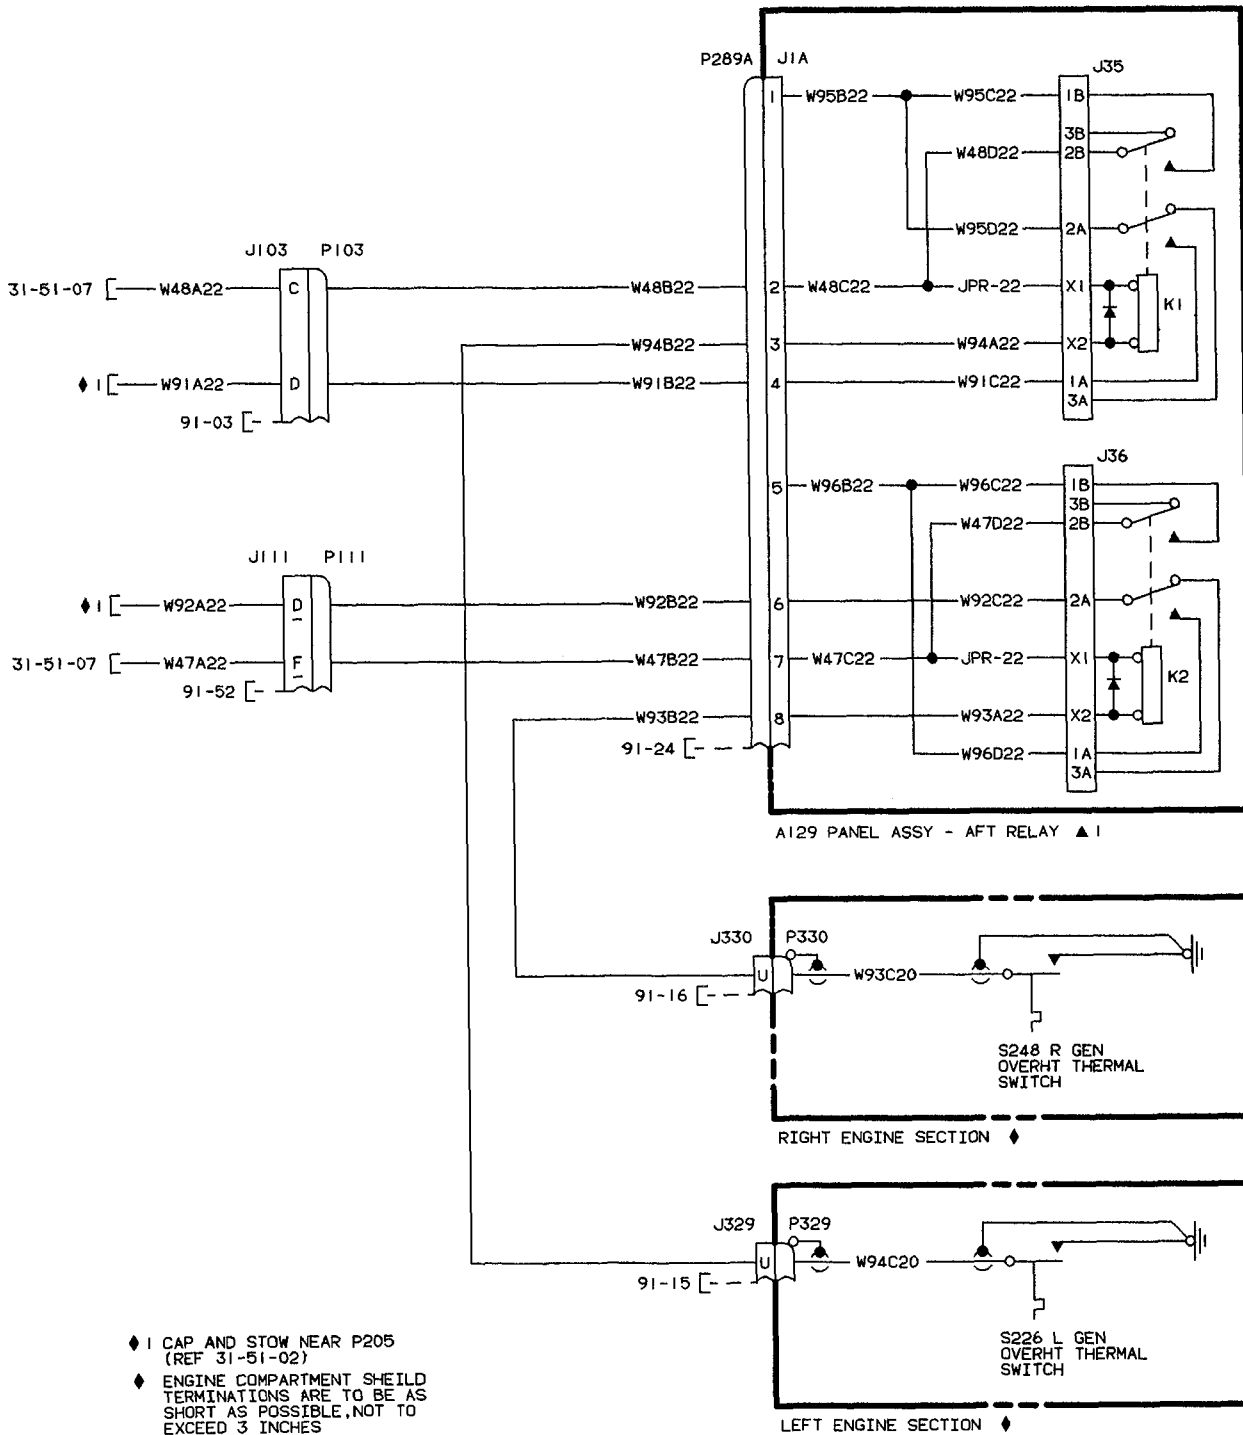 P289A J1A
J35
1 W95B22 W95C22 1B
3B
W48D22 2B
W95D22 2A
J103 P103
31-51-07 W48A22 C W48B22 2 W48C22 JPR-22 X1
K1
W94B22 3 W94A22 X2
♦1 W91A22 D W91B22 4 W91C22 1A
3A
91-03
J36
5 W96B22 W96C22 1B
3B
W47D22 2B
J111 P111
♦1 W92A22 D W92B22 6 W92C22 2A
31-51-07 W47A22 F W47B22 7 W47C22 JPR-22 X1
K2
91-52
W93B22 8 W93A22 X2
91-24
W96D22 1A
3A
A129 PANEL ASSY - AFT RELAY ▲1
J330 P330
U W93C20
91-16
S248 R GEN
OVERHT THERMAL
SWITCH
RIGHT ENGINE SECTION ♦
J329 P329
U W94C20
91-15
S226 L GEN
OVERHT THERMAL
SWITCH
LEFT ENGINE SECTION ♦
♦1 CAP AND STOW NEAR P205
(REF 31-51-02)
♦ ENGINE COMPARTMENT SHEILD
TERMINATIONS ARE TO BE AS
SHORT AS POSSIBLE,NOT TO
EXCEED 3 INCHES